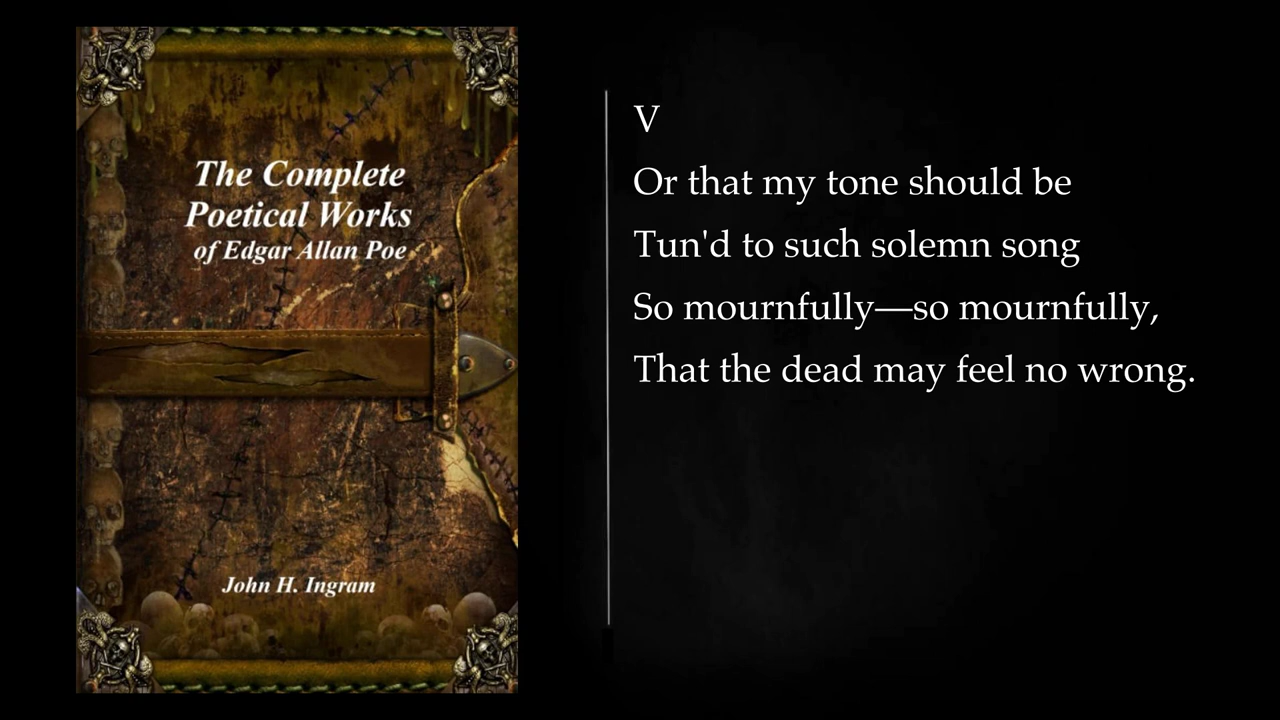 The Complete
Poetical Works
of Edgar Allan Poe
John H. Ingram
V
Or that my tone should be
Tun'd to such solemn song
So mournfully—so mournfully,
That the dead may feel no wrong.